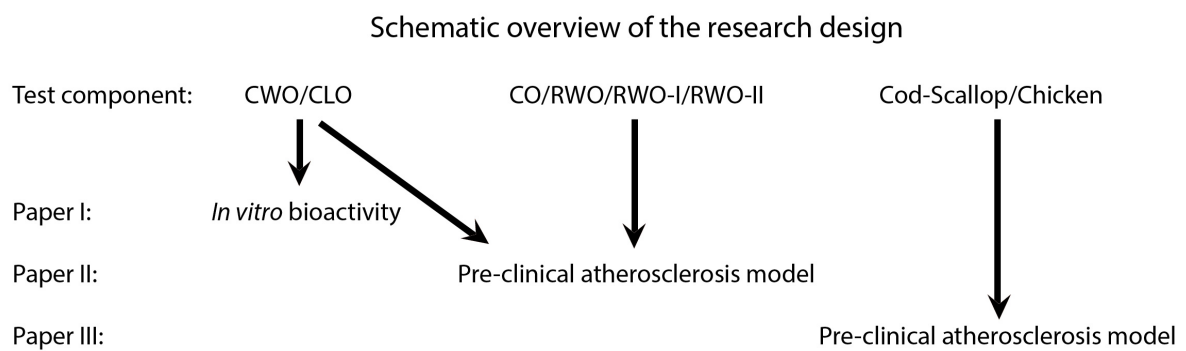 Schematic overview of the research design
Test component: CWO/CLO CO/RWO/RWO-I/RWO-II Cod-Scallop/Chicken
Paper I: In vitro bioactivity
Paper II: Pre-clinical atherosclerosis model
Paper III: Pre-clinical atherosclerosis model